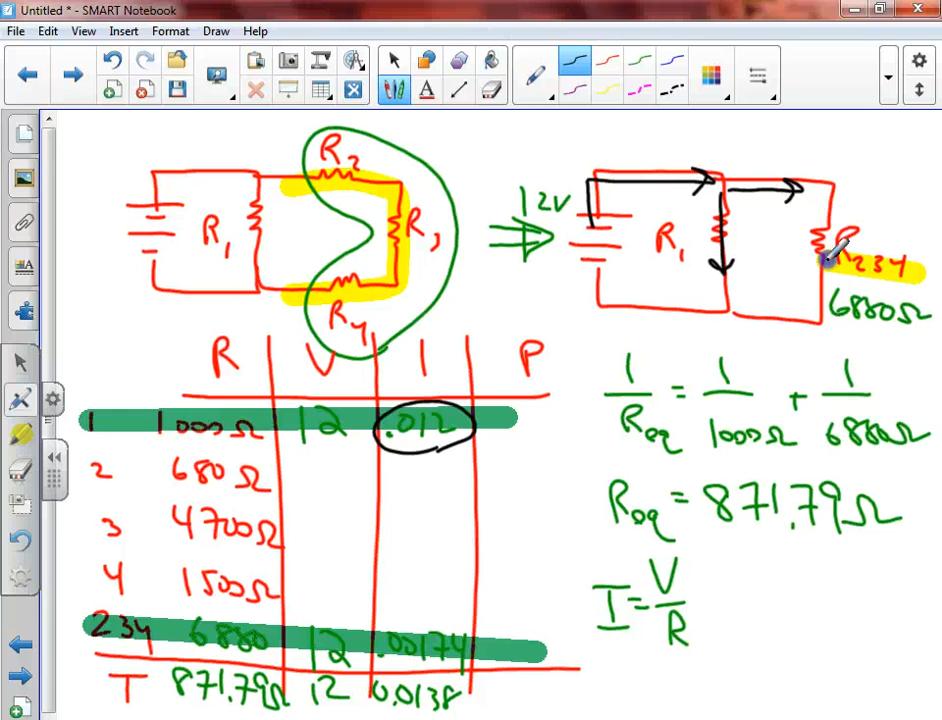 Untitled * - SMART Notebook
File Edit View Insert Format Draw Help
A
R2
R1
R3
R4
12V
R1
R234
6880Ω
R V I P
1 1000Ω 12 .012
2 680Ω
3 4700Ω
4 1500Ω
234 6880 12 .00174
T 871.79Ω 12 0.0138
1/Req = 1/1000Ω + 1/6880Ω
Req = 871.79Ω
I = V/R